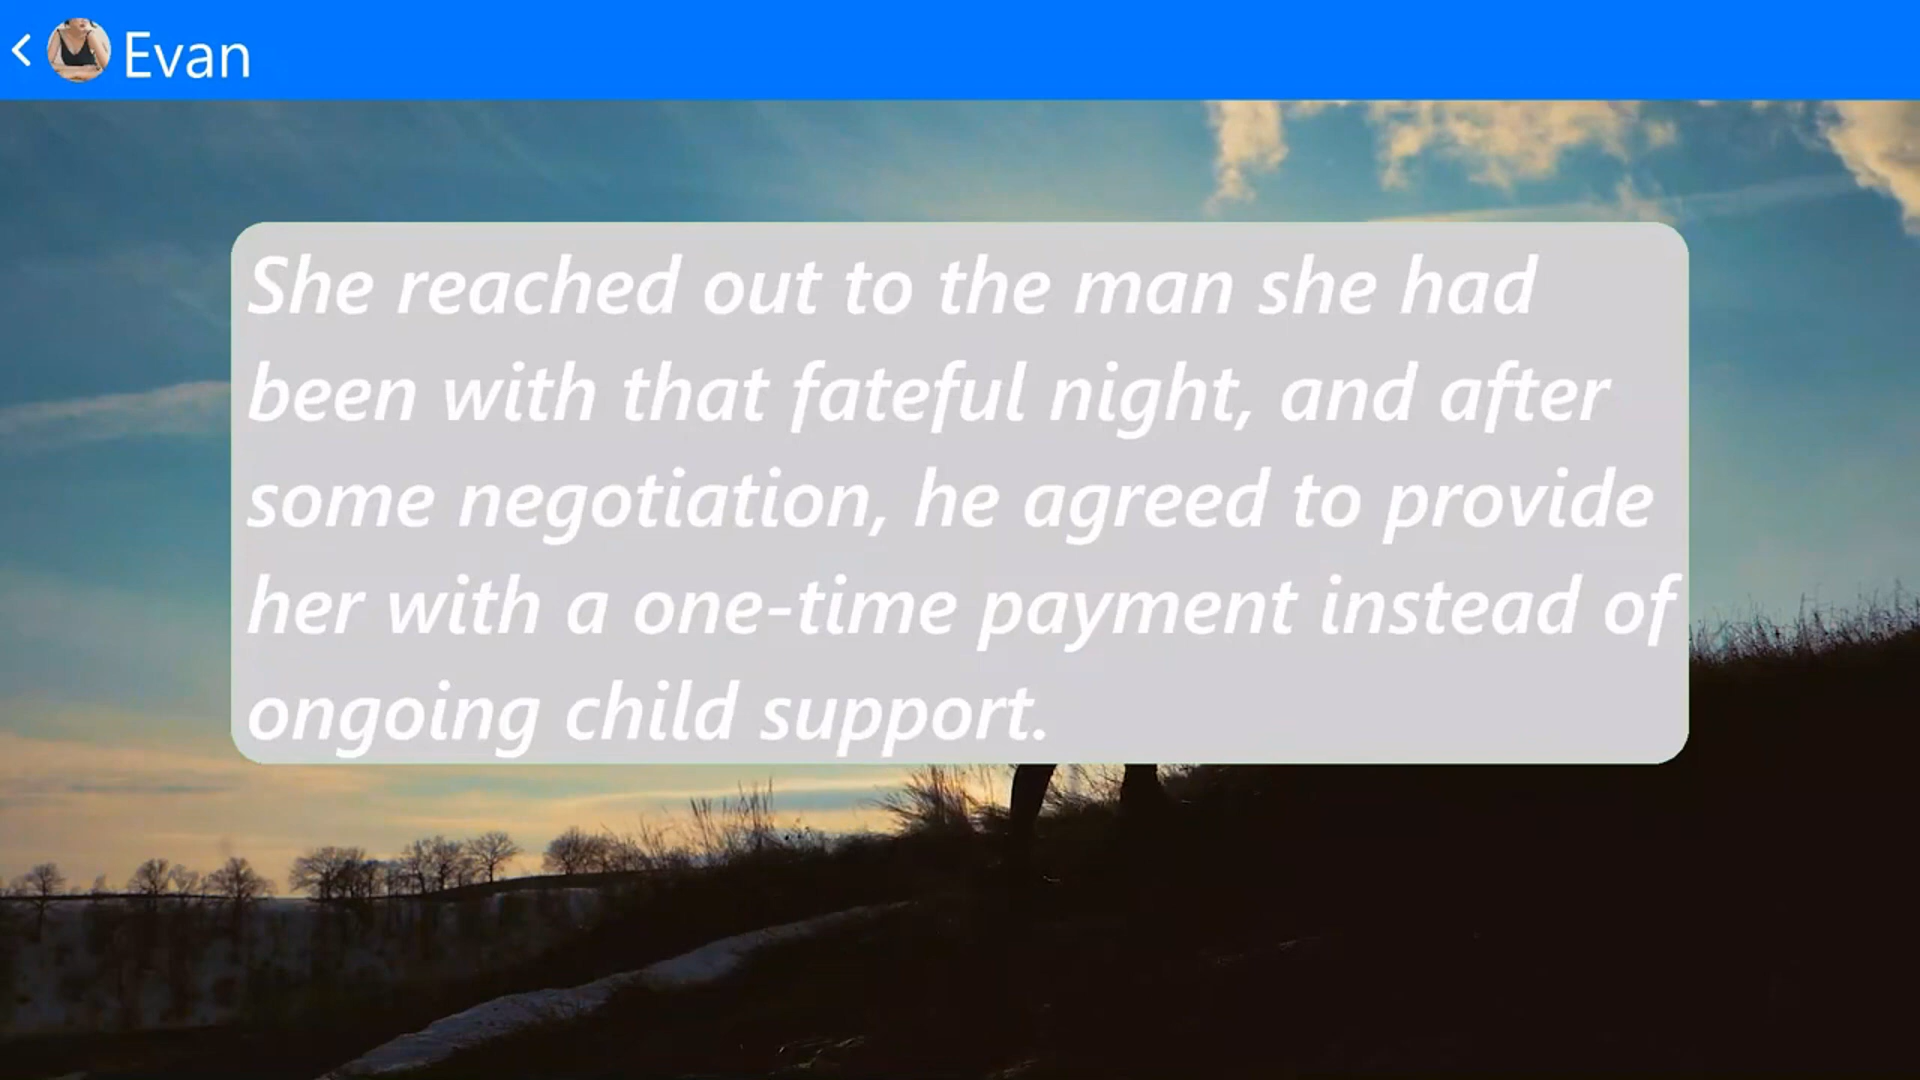 Evan
She reached out to the man she had
been with that fateful night, and after
some negotiation, he agreed to provide
her with a one-time payment instead of
ongoing child support.